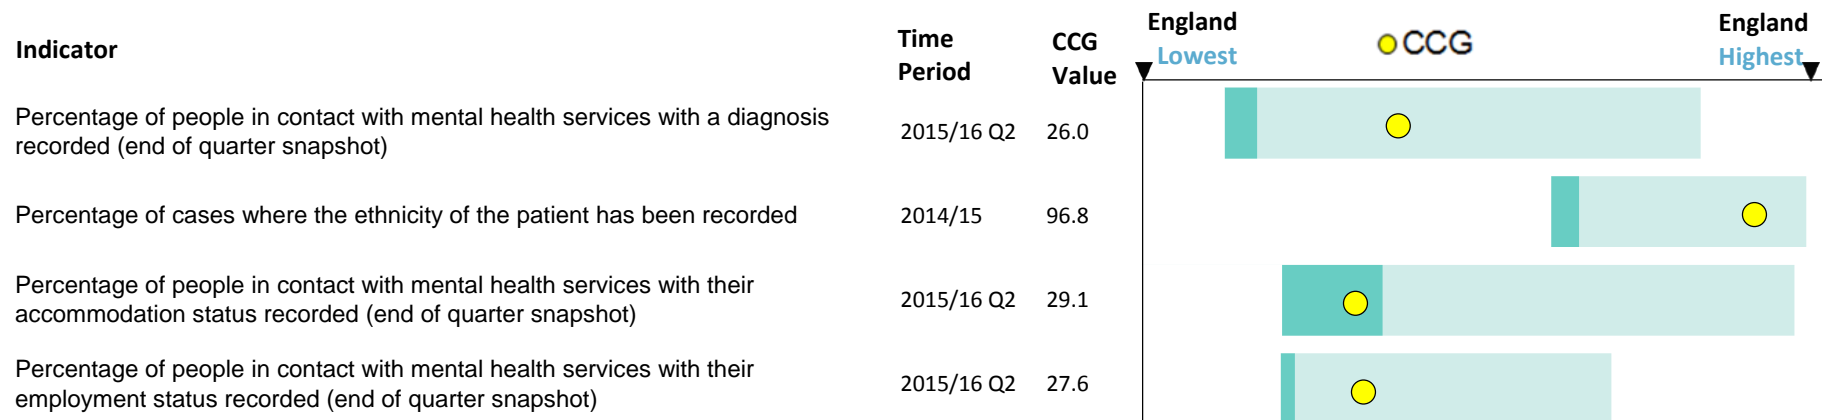 Indicator
Time Period
CCG Value
England Lowest
CCG
England Highest
Percentage of people in contact with mental health services with a diagnosis
recorded (end of quarter snapshot)
2015/16 Q2
26.0
Percentage of cases where the ethnicity of the patient has been recorded
2014/15
96.8
Percentage of people in contact with mental health services with their
accommodation status recorded (end of quarter snapshot)
2015/16 Q2
29.1
Percentage of people in contact with mental health services with their
employment status recorded (end of quarter snapshot)
2015/16 Q2
27.6